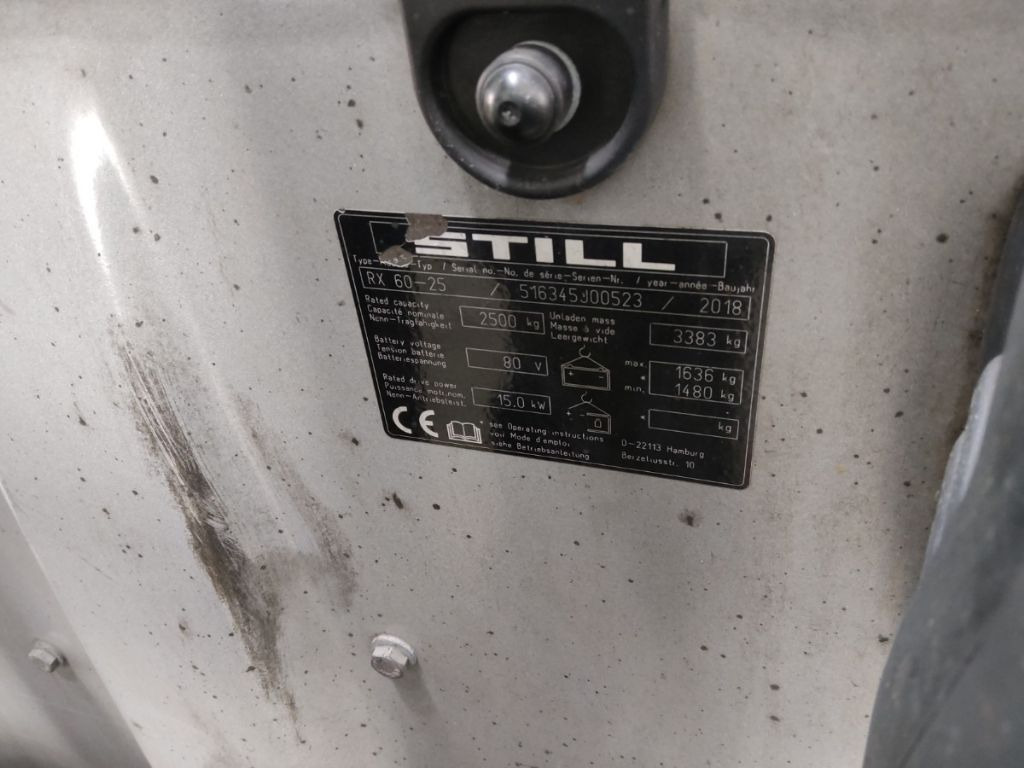 STILL
Type-Modèle-Typ / Serial no.-No. de série-Serien-Nr. / year-année-Baujahr
RX 60-25 / 516345J00523 / 2018
Rated capacity
Capacité nominale
Nenn-Tragfähigkeit
2500 kg
Unladen mass
Masse à vide
Leergewicht
3383 kg
Battery voltage
Tension batterie
Batteriespannung
80 V
max.
1636 kg
min.
1480 kg
Rated drive power
Puissance motr.nom.
Nenn-Antriebsleist.
15.0 kW
kg
CE
see Operating instructions
voir Mode d'emploi
siehe Betriebsanleitung
D-22113 Hamburg
Berzeliusstr. 10